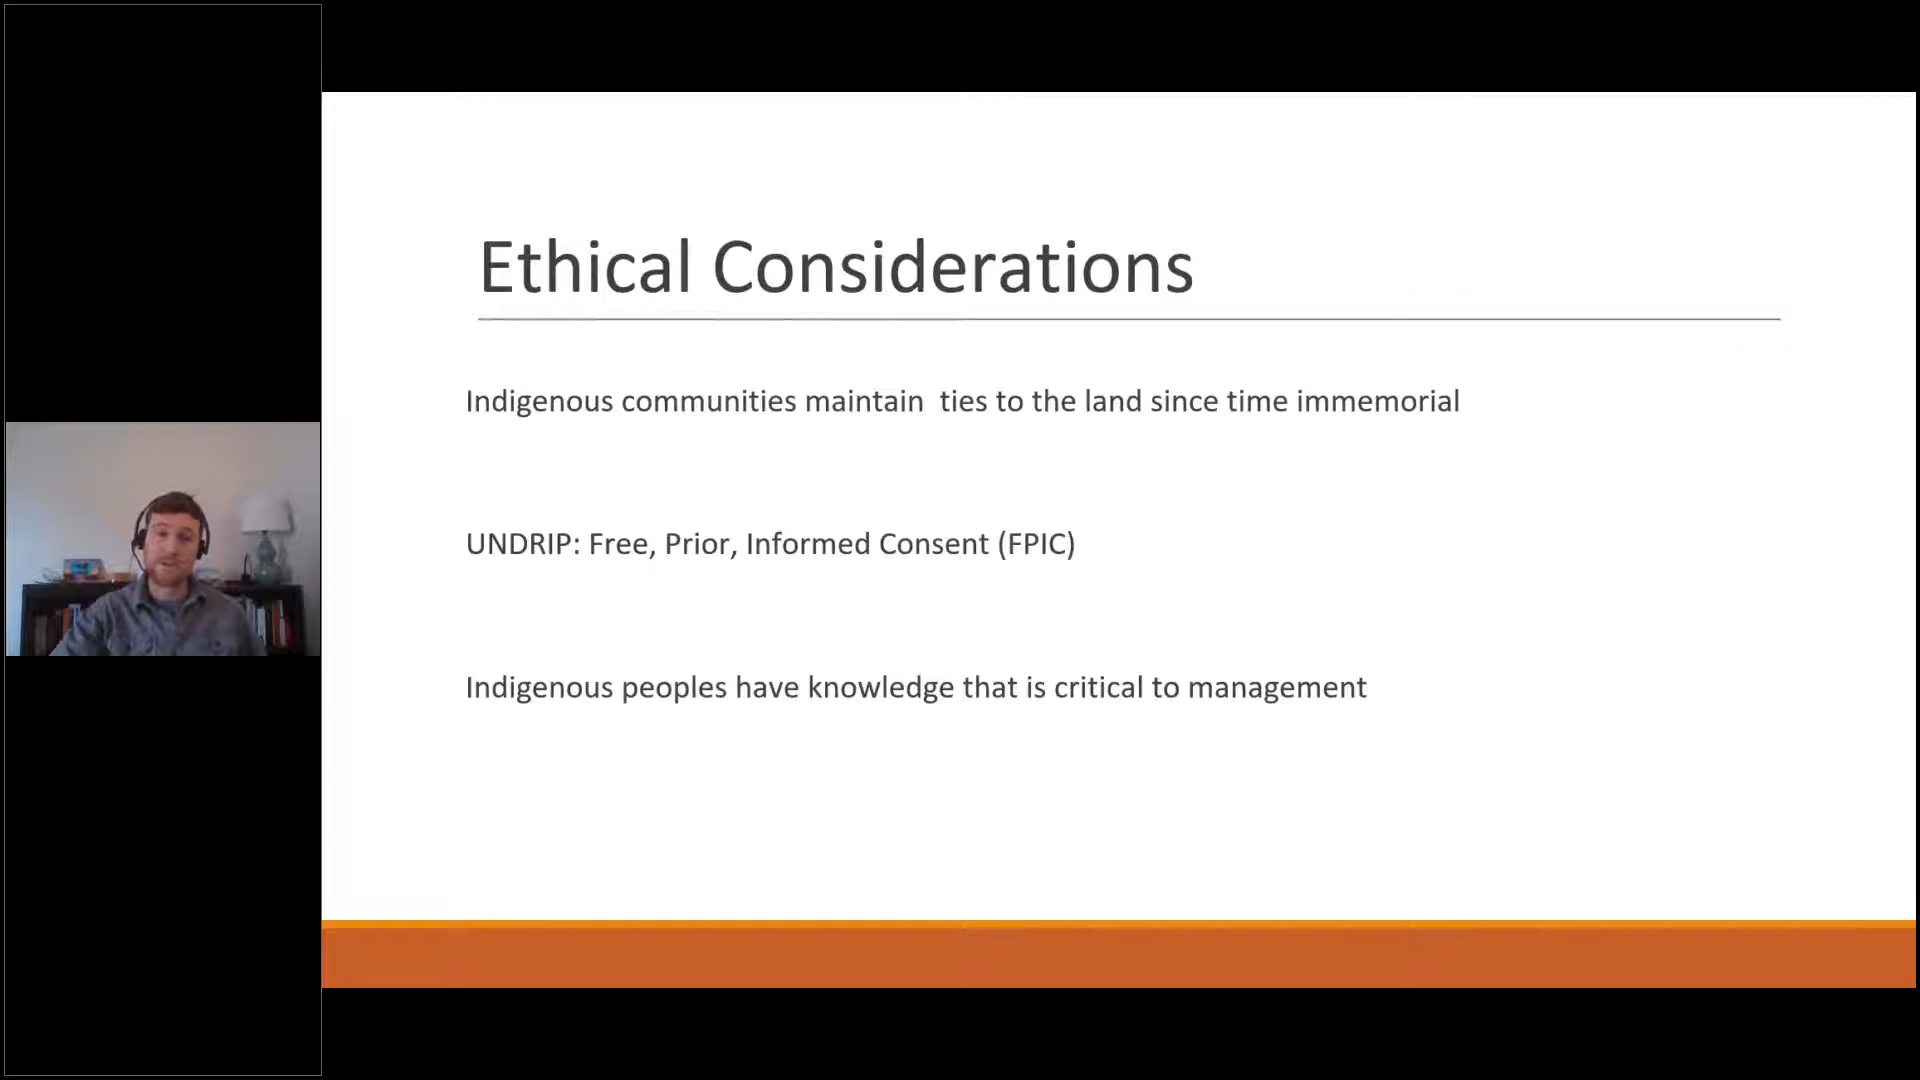 Ethical Considerations
Indigenous communities maintain  ties to the land since time immemorial
UNDRIP: Free, Prior, Informed Consent (FPIC)
Indigenous peoples have knowledge that is critical to management